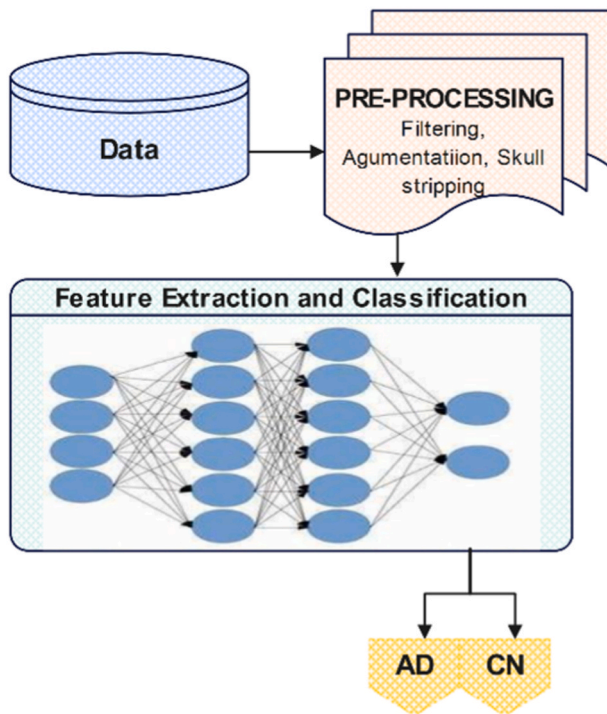 Data
PRE-PROCESSING
Filtering,
Agumentatiion, Skull
stripping
Feature Extraction and Classification
AD
CN